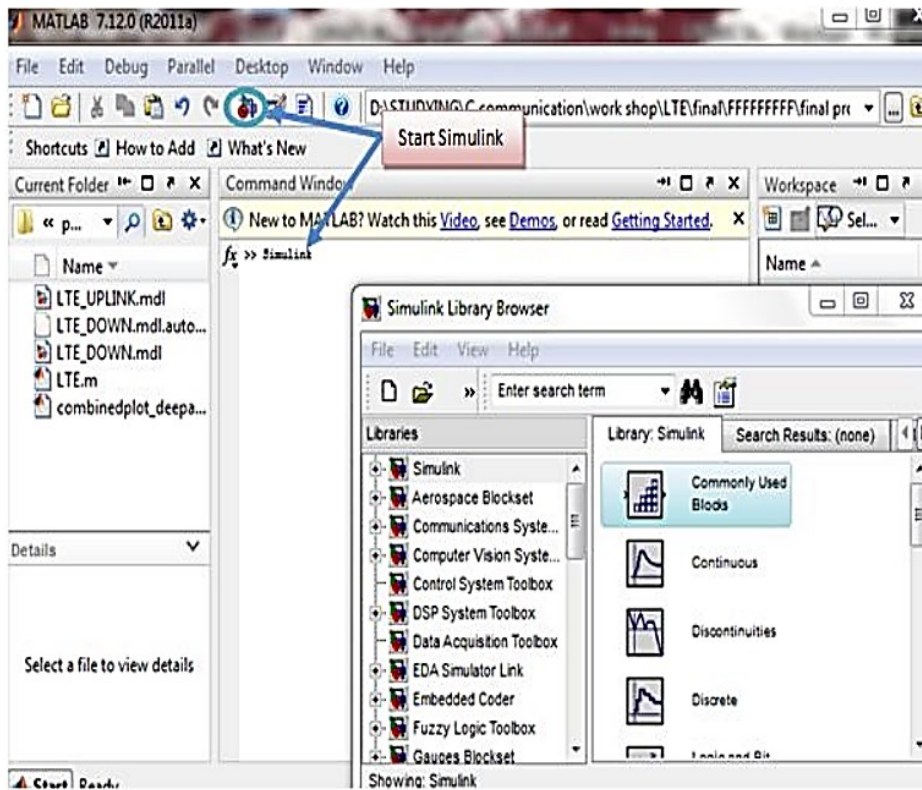 MATLAB 7.12.0 (R2011a)
File Edit Debug Parallel Desktop Window Help
D:\STUDYING\C.communication\work shop\LTE\final\FFFFFFFFF\final pre
Start Simulink
Shortcuts How to Add What's New
Current Folder
« p...
Name
LTE_UPLINK.mdl
LTE_DOWN.mdl.auto...
LTE_DOWN.mdl
LTE.m
combinedplot_deepa...
Details
Select a file to view details
Start Ready
Command Window
New to MATLAB? Watch this Video, see Demos, or read Getting Started.
fx >> Simulink
Workspace
Sel...
Name
Simulink Library Browser
File Edit View Help
» Enter search term
Libraries
Simulink
Aerospace Blockset
Communications Syste...
Computer Vision Syste...
Control System Toolbox
DSP System Toolbox
Data Acquisition Toolbox
EDA Simulator Link
Embedded Coder
Fuzzy Logic Toolbox
Gauges Blockset
Library: Simulink Search Results: (none)
Commonly Used
Blocks
Continuous
Discontinuities
Discrete
Logic and Bit
Showing: Simulink